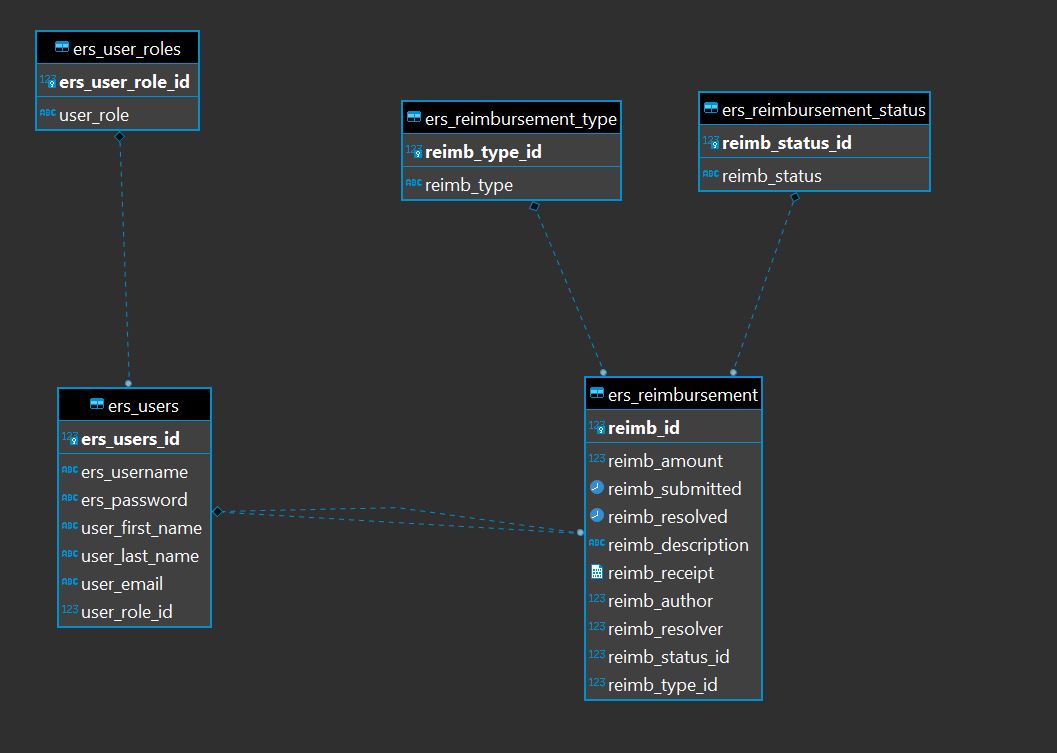 ers_user_roles
123 ers_user_role_id
ABC user_role
ers_reimbursement_type
123 reimb_type_id
ABC reimb_type
ers_reimbursement_status
123 reimb_status_id
ABC reimb_status
ers_users
123 ers_users_id
ABC ers_username
ABC ers_password
ABC user_first_name
ABC user_last_name
ABC user_email
123 user_role_id
ers_reimbursement
123 reimb_id
123 reimb_amount
reimb_submitted
reimb_resolved
ABC reimb_description
reimb_receipt
123 reimb_author
123 reimb_resolver
123 reimb_status_id
123 reimb_type_id